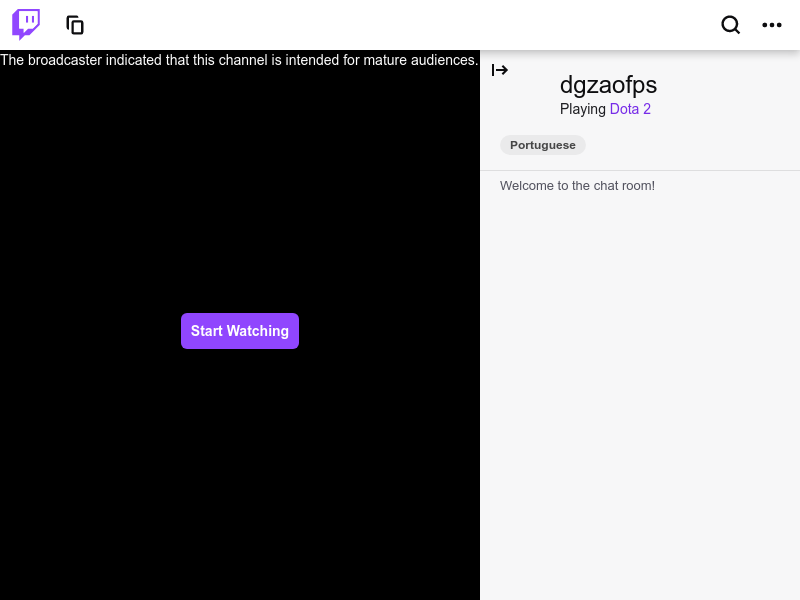 The broadcaster indicated that this channel is intended for mature audiences.
Start Watching
dgzaofps
Playing Dota 2
Portuguese
Welcome to the chat room!